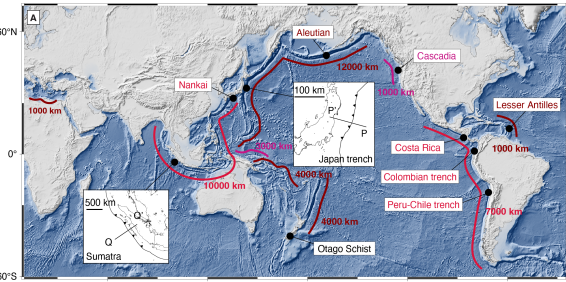 A
60°N
0°
60°S
Aleutian
12000 km
Cascadia
1000 km
Nankai
1000 km
100 km
P'
P
Japan trench
Lesser Antilles
1000 km
Costa Rica
Colombian trench
Peru-Chile trench
7000 km
4000 km
4000 km
10000 km
500 km
Q'
Q
Sumatra
Otago Schist